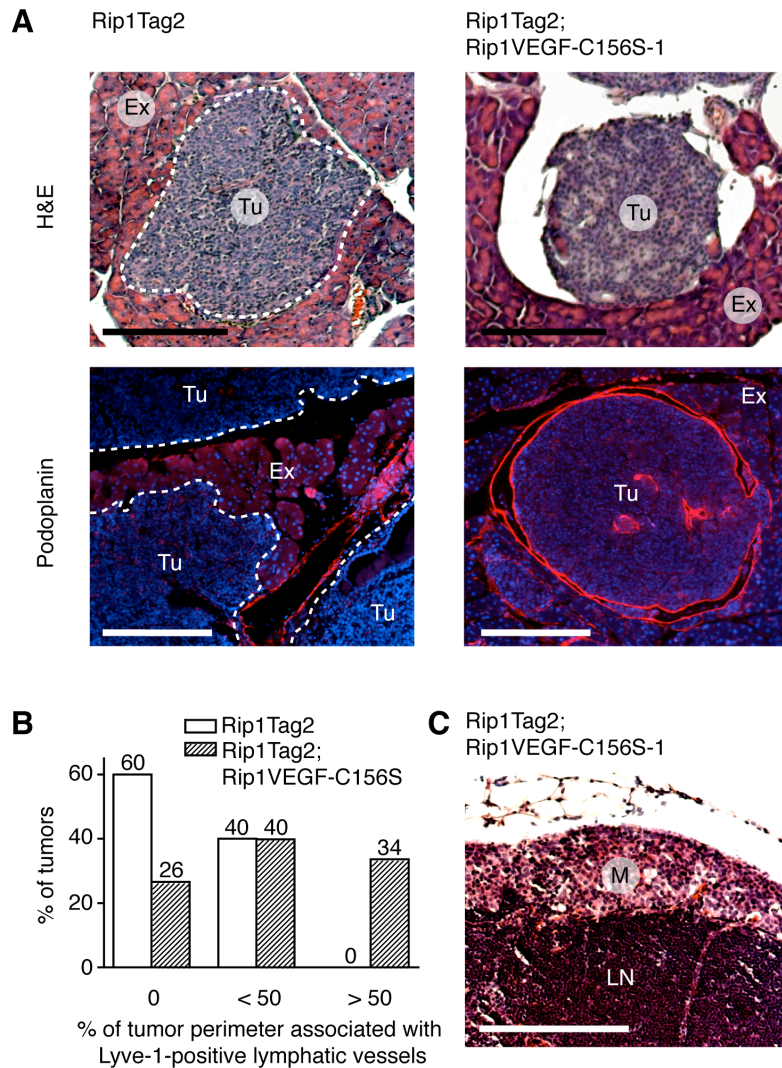 A
Rip1Tag2
Rip1Tag2;
Rip1VEGF-C156S-1
H&E
Ex
Tu
Tu
Ex
Podoplanin
Tu
Ex
Tu
Tu
Ex
Tu
B
Rip1Tag2
Rip1Tag2;
Rip1VEGF-C156S
% of tumors
60
40
20
0
60
26
40
40
0
34
0
< 50
> 50
% of tumor perimeter associated with
Lyve-1-positive lymphatic vessels
C
Rip1Tag2;
Rip1VEGF-C156S-1
M
LN